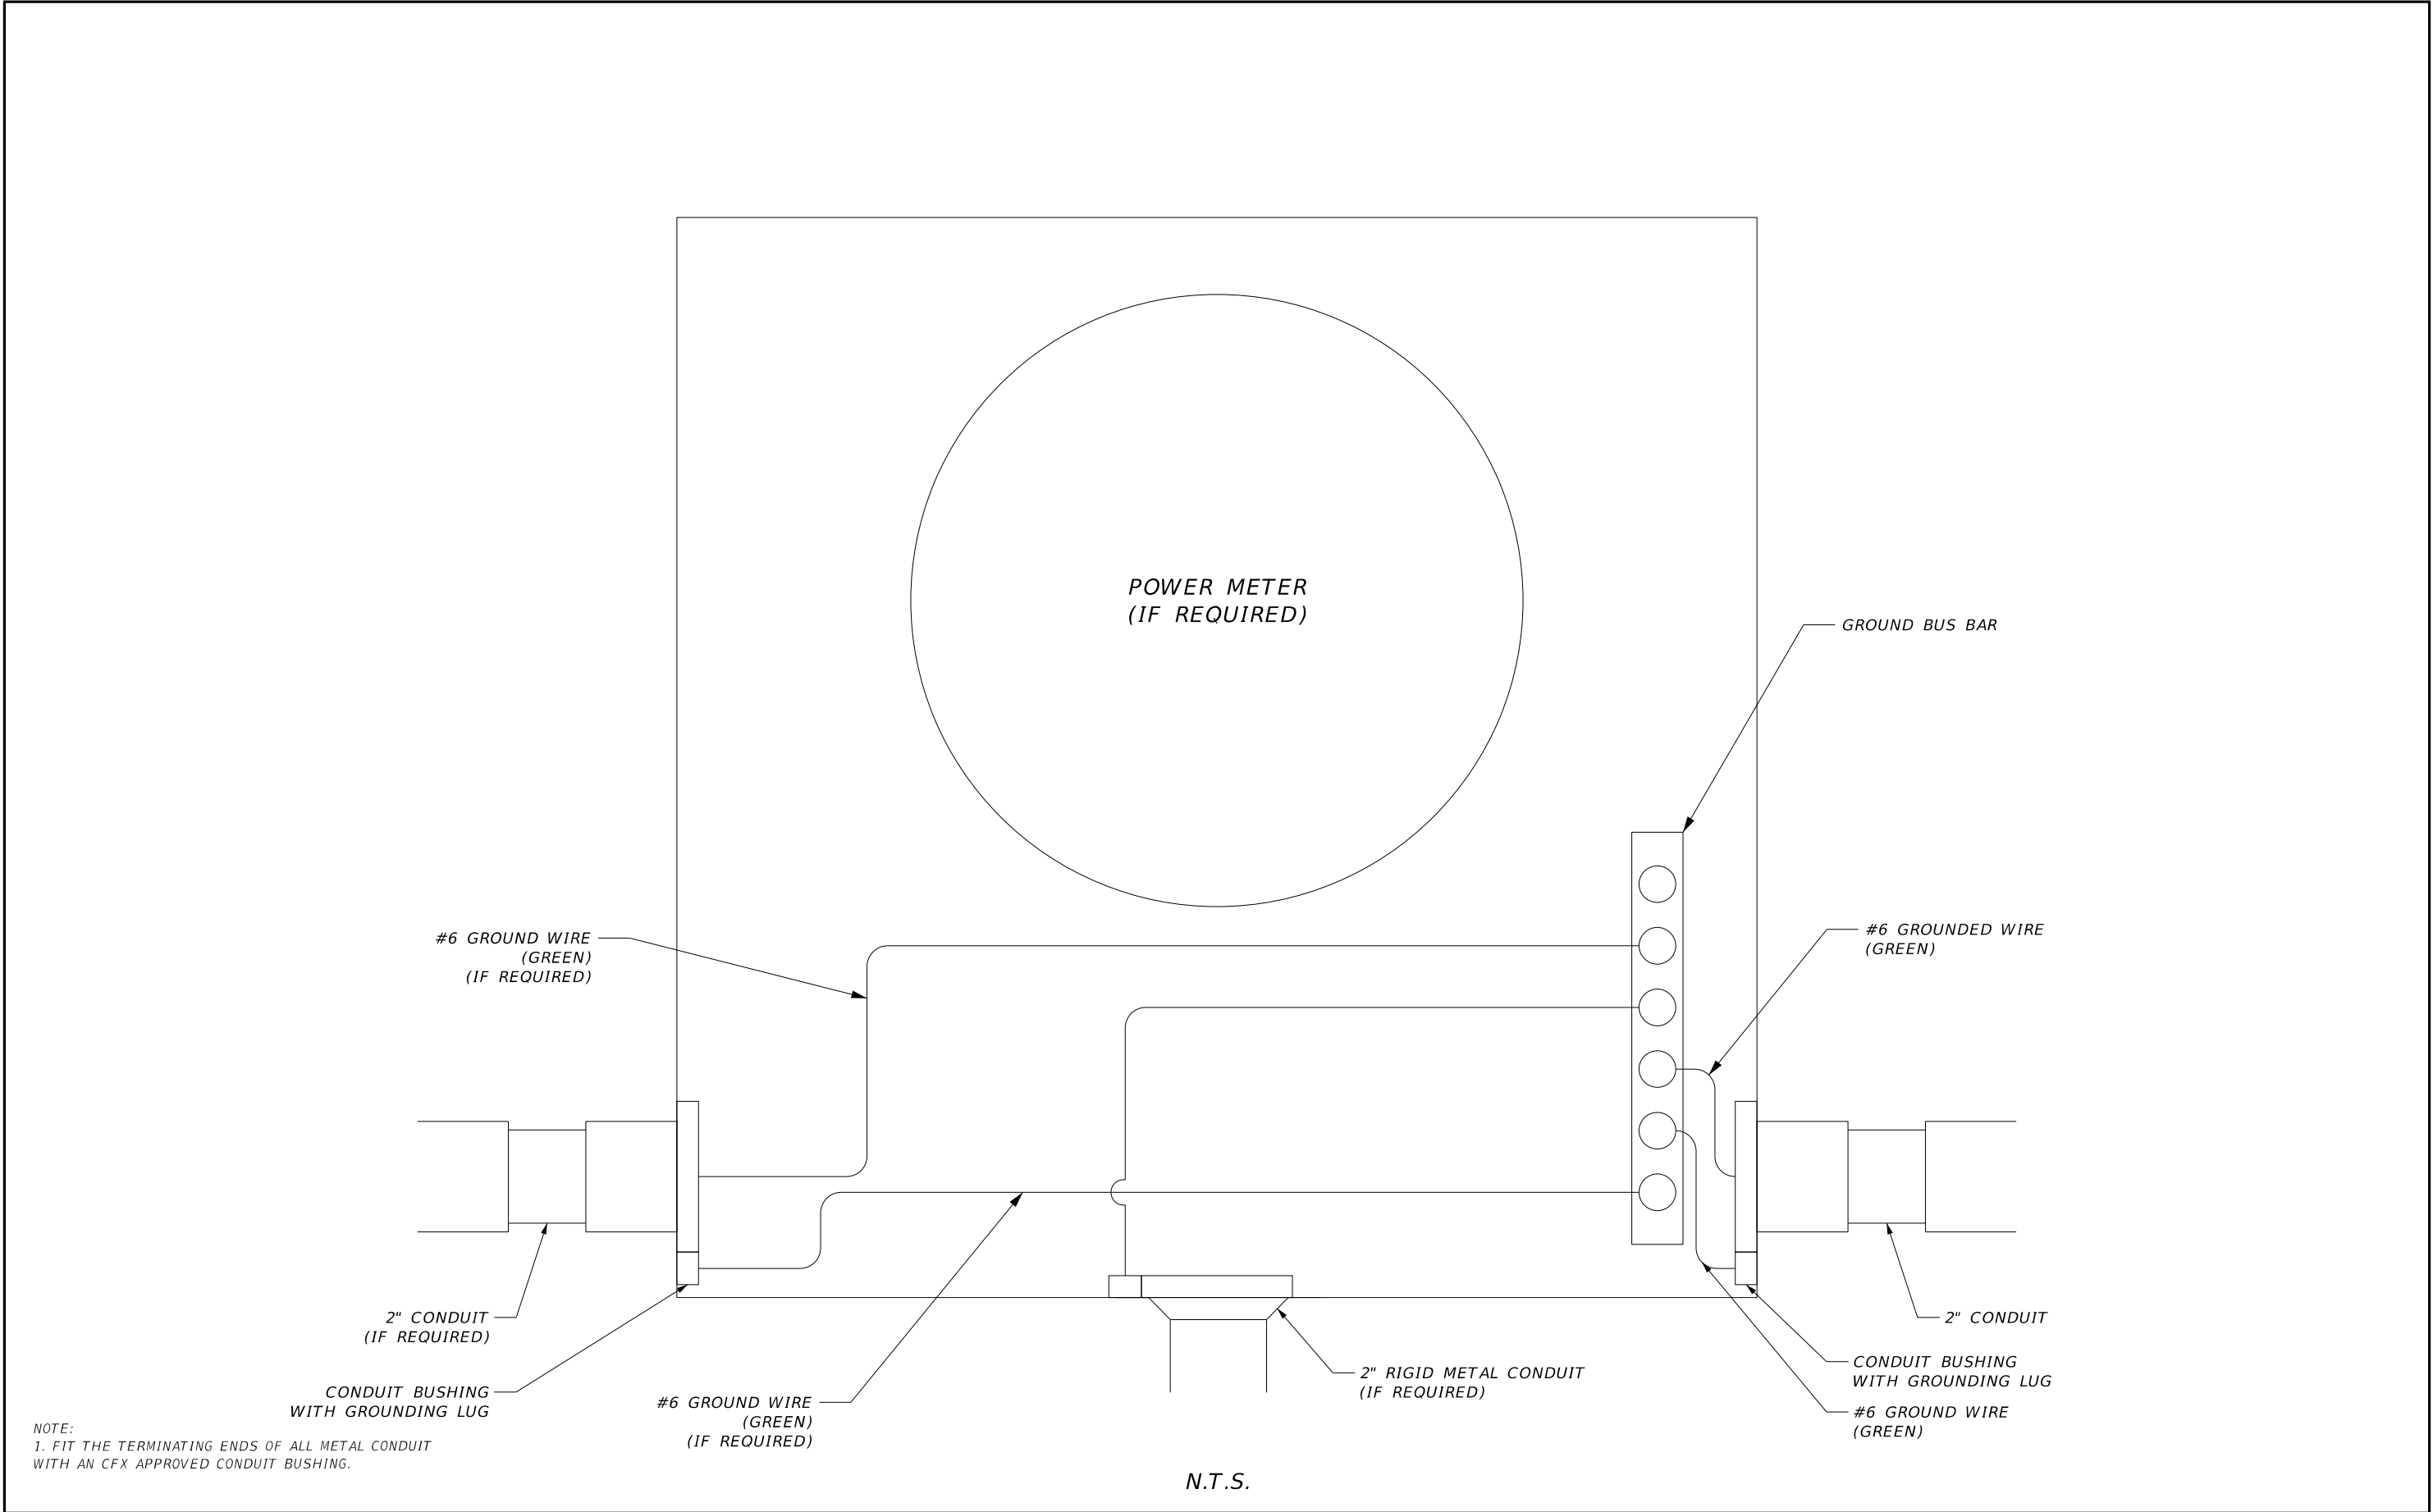 POWER METER
(IF REQUIRED)
GROUND BUS BAR
#6 GROUND WIRE
(GREEN)
(IF REQUIRED)
#6 GROUNDED WIRE
(GREEN)
2" CONDUIT
(IF REQUIRED)
2" CONDUIT
CONDUIT BUSHING
WITH GROUNDING LUG
#6 GROUND WIRE
(GREEN)
(IF REQUIRED)
2" RIGID METAL CONDUIT
(IF REQUIRED)
CONDUIT BUSHING
WITH GROUNDING LUG
#6 GROUND WIRE
(GREEN)
NOTE:
1. FIT THE TERMINATING ENDS OF ALL METAL CONDUIT
WITH AN CFX APPROVED CONDUIT BUSHING.
N.T.S.